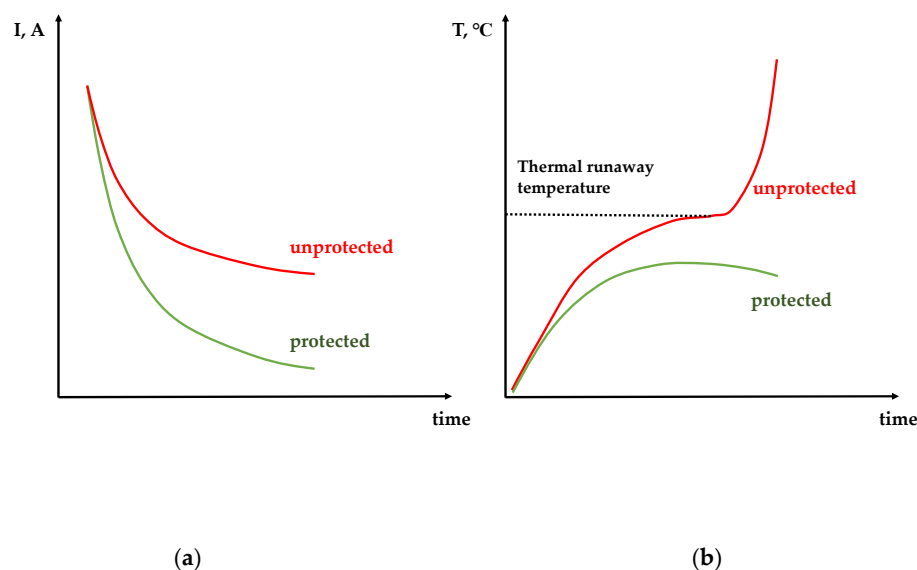 I, A
unprotected
protected
time
(a)
T, °C
Thermal runaway
temperature
unprotected
protected
time
(b)